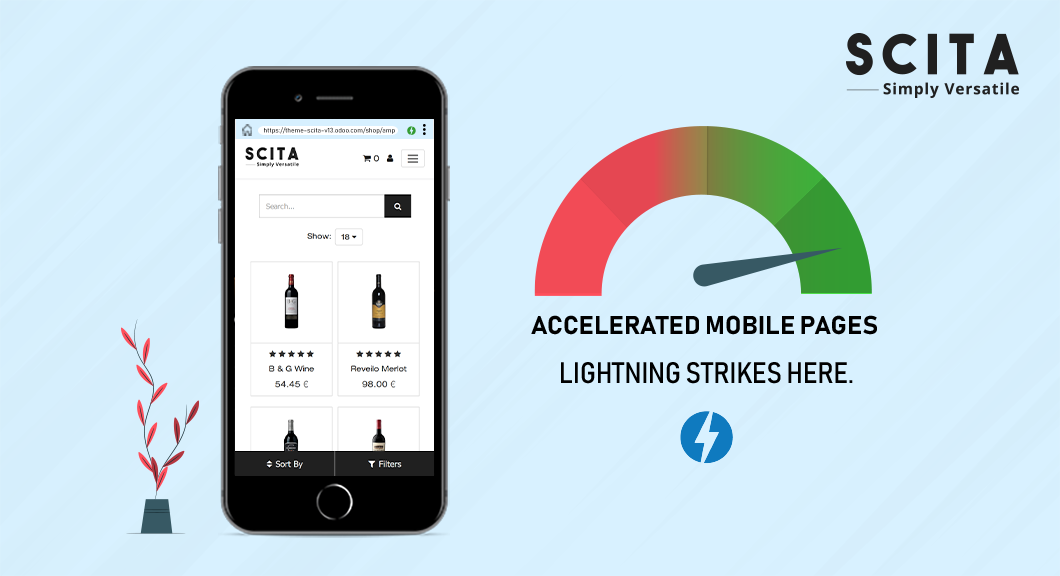 SCITA
Simply Versatile
https://theme-scita-v13.odoo.com/shop/amp
SCITA
Simply Versatile
0
Search...
Show: 18
B & G Wine
Reveilo Merlot
54.45 €
98.00 €
Sort By
Filters
ACCELERATED MOBILE PAGES
LIGHTNING STRIKES HERE.